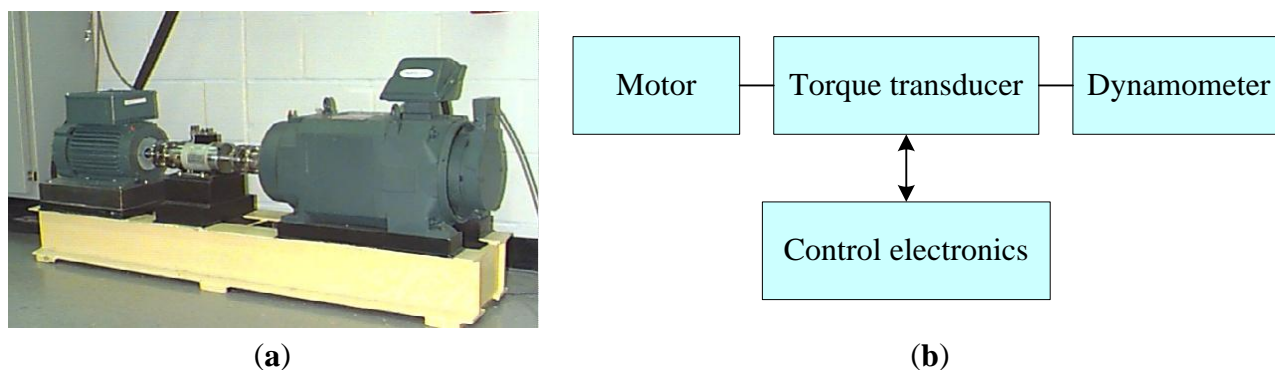 Motor
Torque transducer
Dynamometer
Control electronics
(a)
(b)